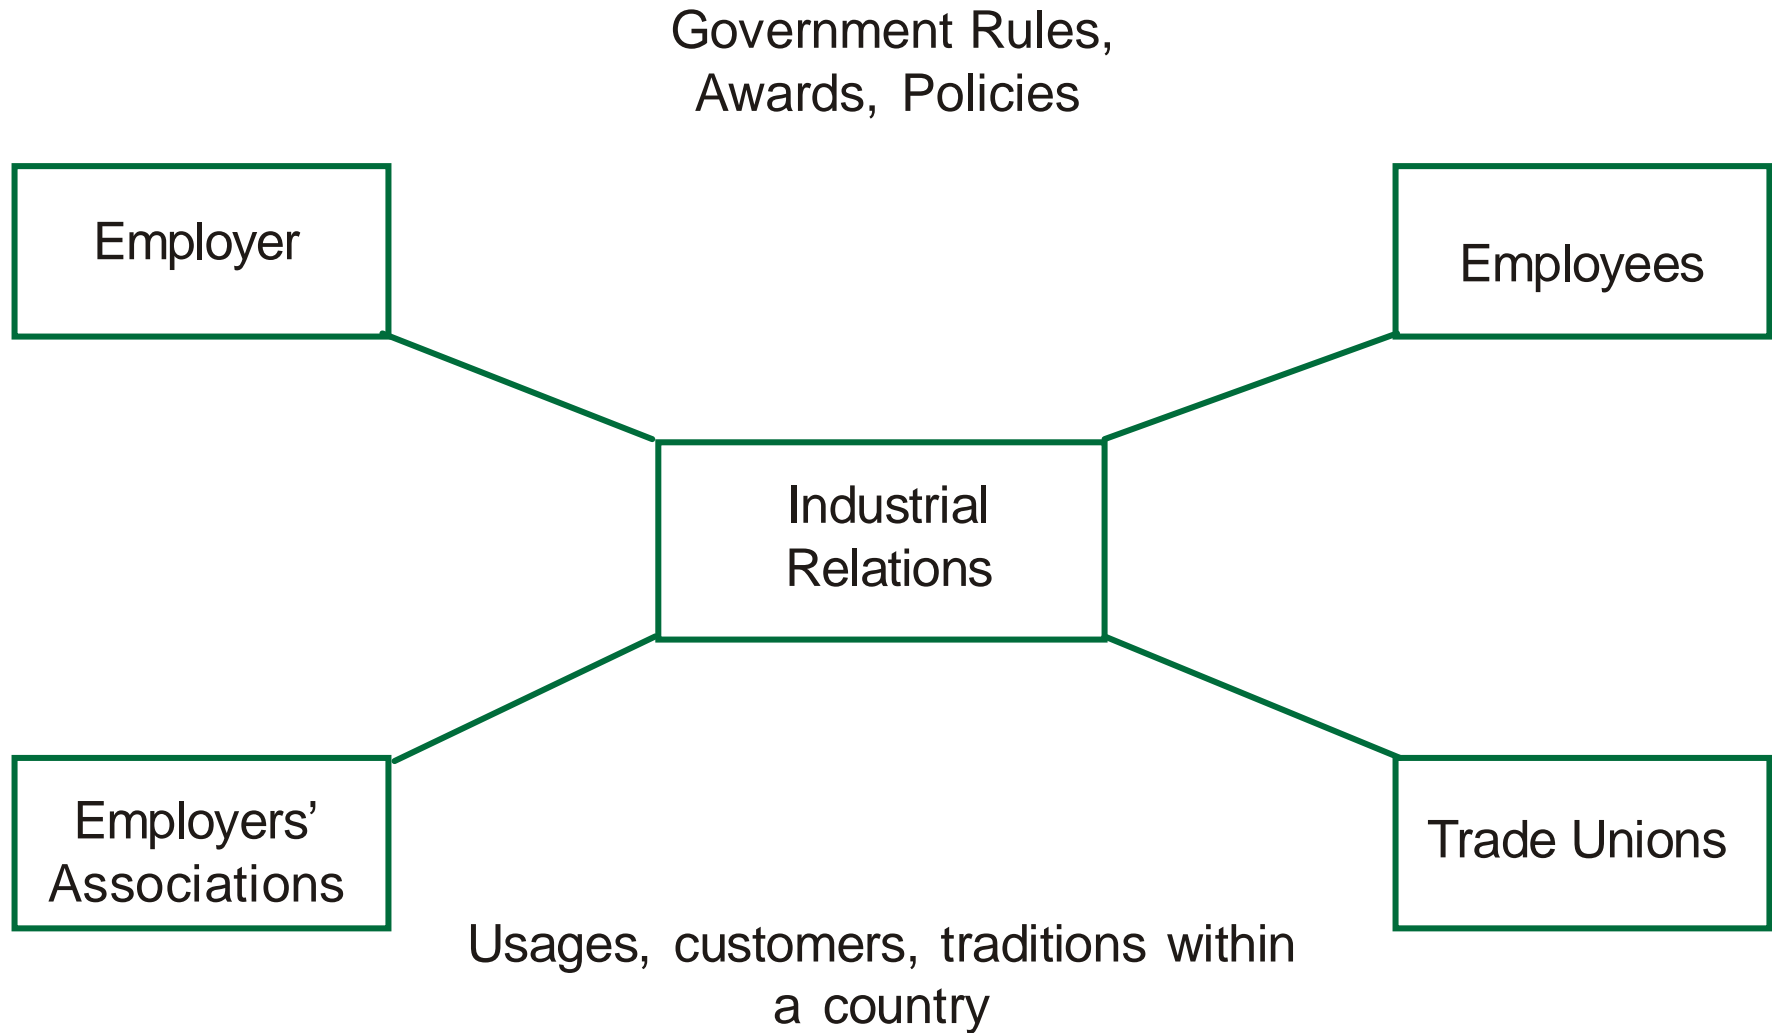 Government Rules,
Awards, Policies
Employer
Employees
Industrial
Relations
Employers’
Associations
Trade Unions
Usages, customers, traditions within
a country